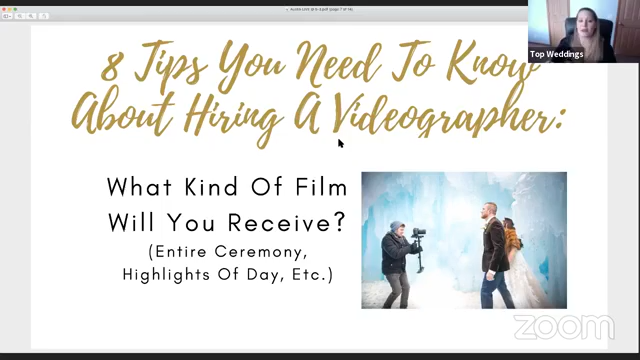 Top Weddings
8 Tips You Need To Know
About Hiring A Videographer:
What Kind Of Film
Will You Receive?
(Entire Ceremony,
Highlights Of Day, Etc.)
zoom